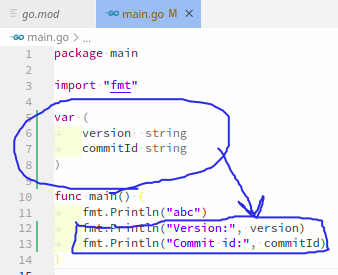 go.mod main.go M
main.go > ...
1 package main
2
3 import "fmt"
4
5 var (
6 version string
7 commitId string
8 )
9
10 func main() {
11 fmt.Println("abc")
12 fmt.Println("Version:", version)
13 fmt.Println("Commit id:", commitId)
14 }